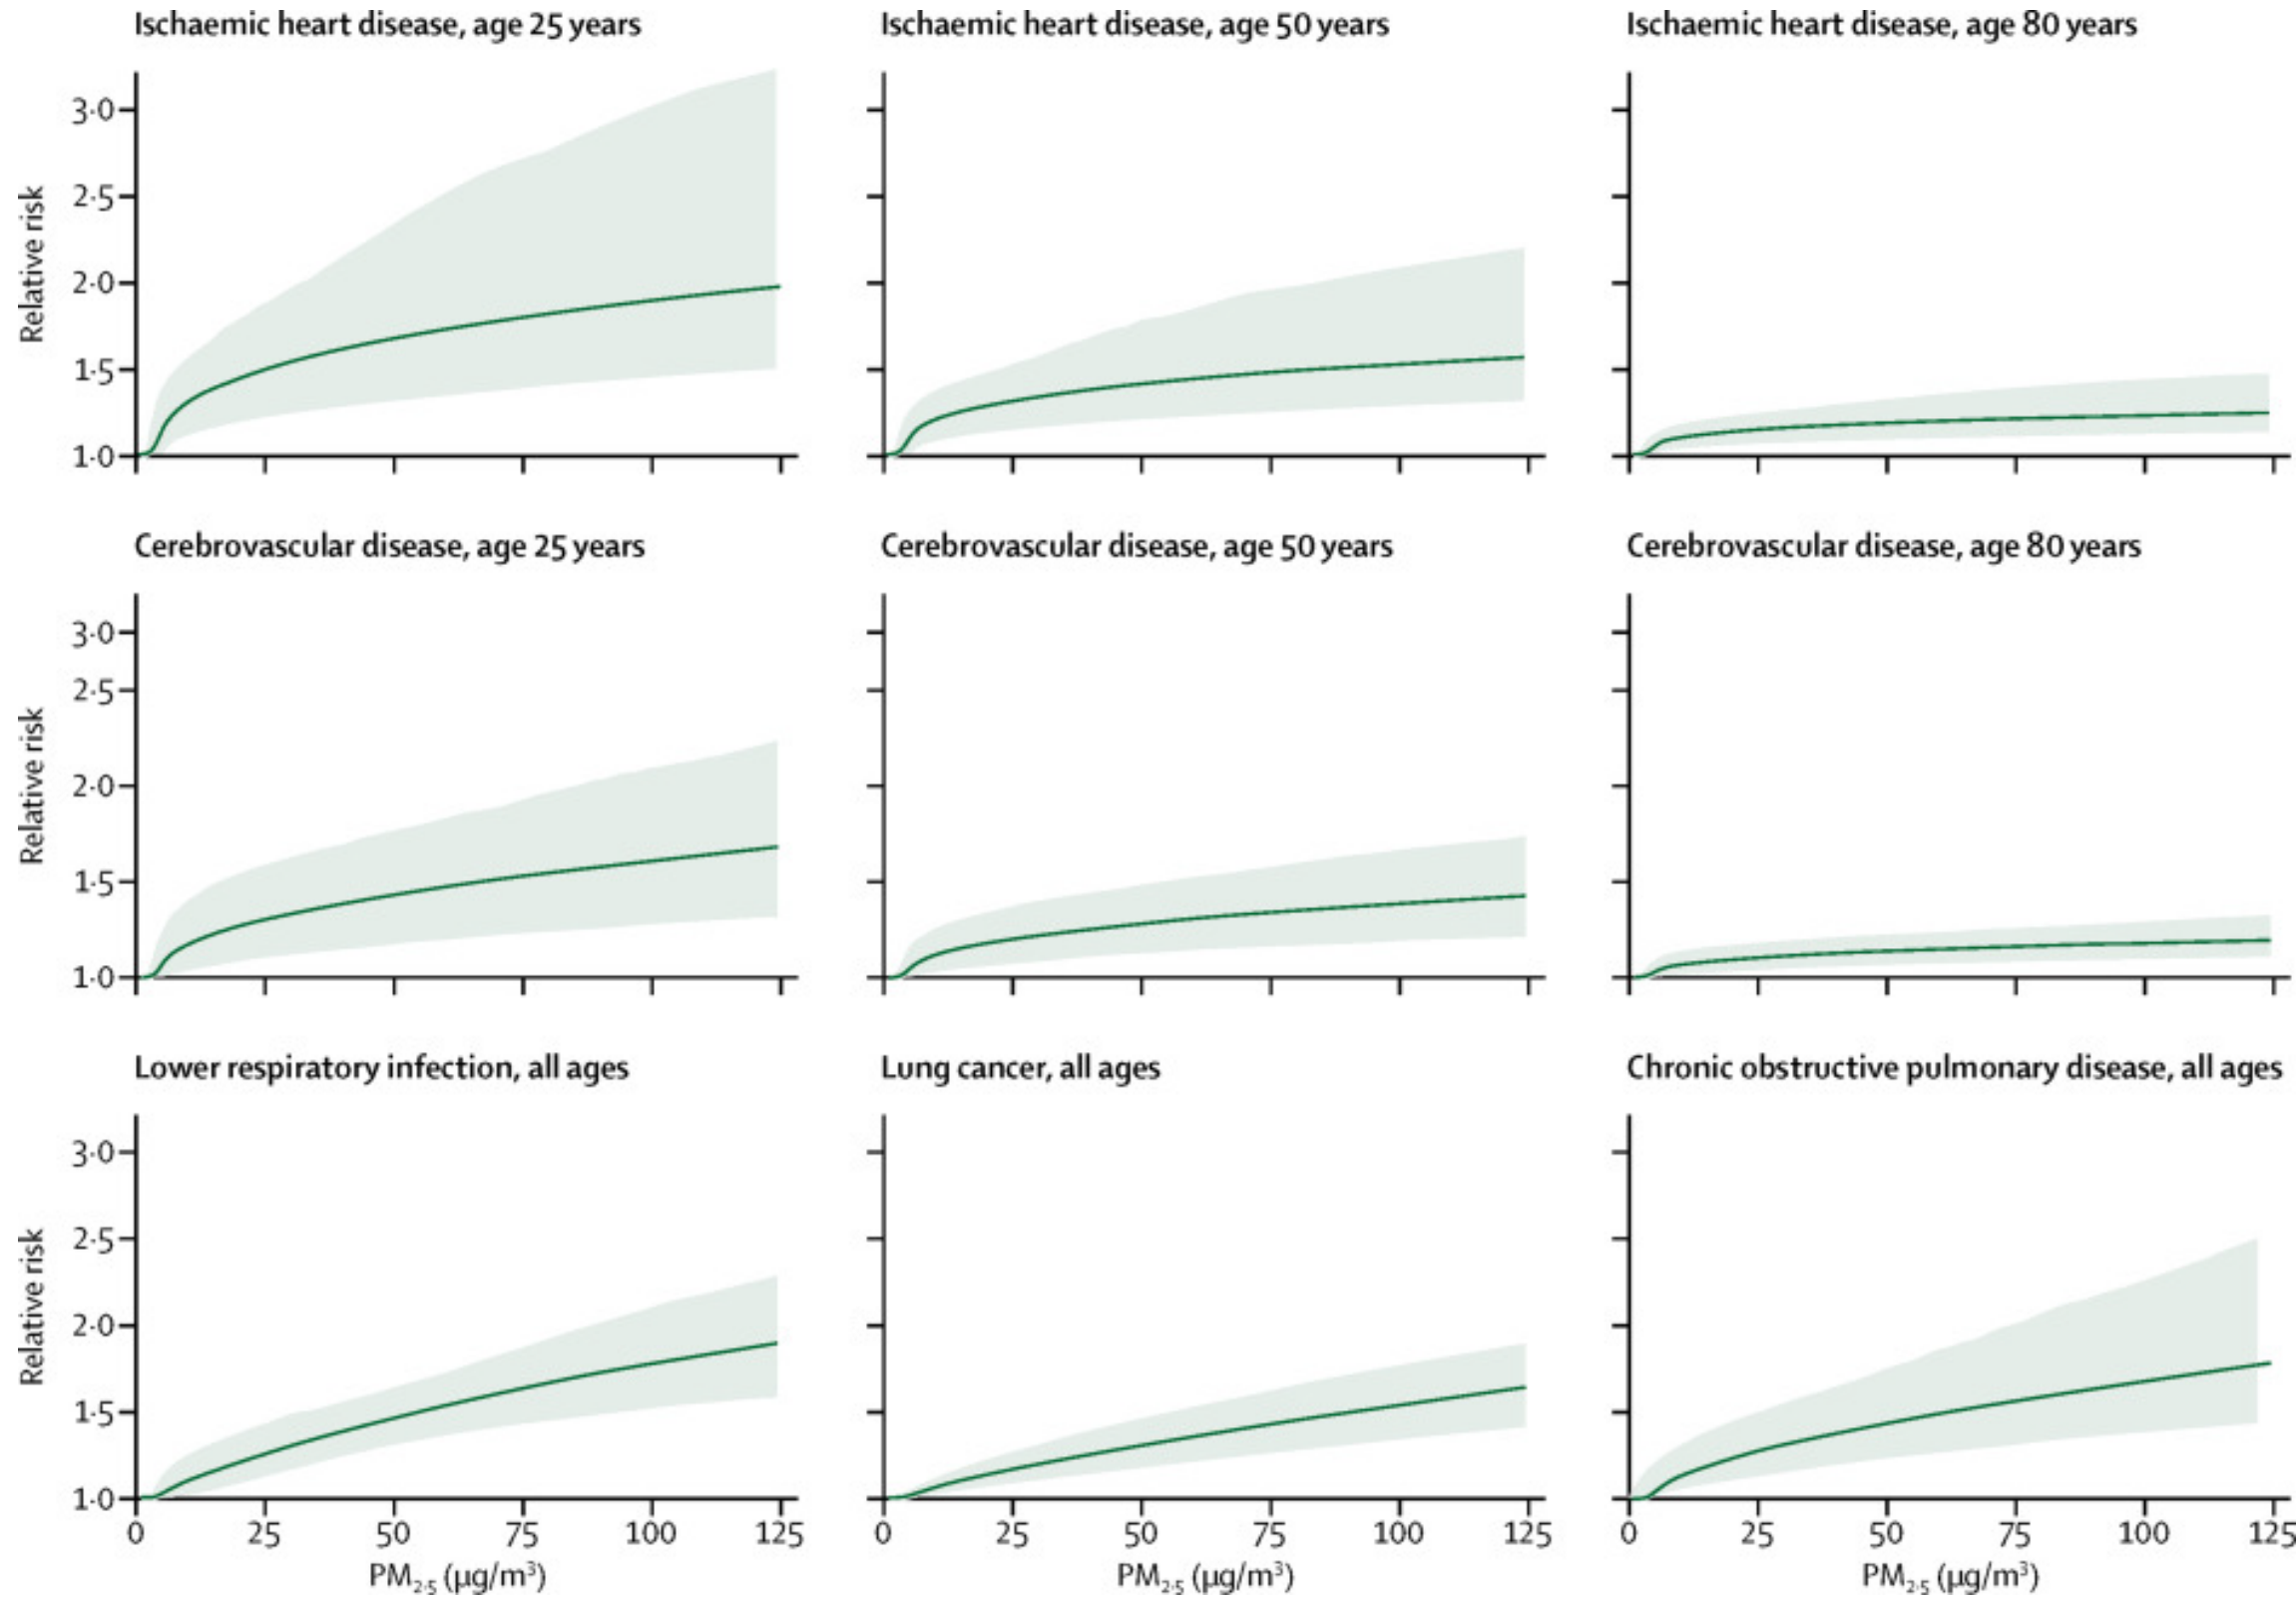 Ischaemic heart disease, age 25 years
Ischaemic heart disease, age 50 years
Ischaemic heart disease, age 80 years
Relative risk
3·0
2·5
2·0
1·5
1·0
Cerebrovascular disease, age 25 years
Cerebrovascular disease, age 50 years
Cerebrovascular disease, age 80 years
Relative risk
3·0
2·5
2·0
1·5
1·0
Lower respiratory infection, all ages
Lung cancer, all ages
Chronic obstructive pulmonary disease, all ages
Relative risk
3·0
2·5
2·0
1·5
1·0
0 25 50 75 100 125
0 25 50 75 100 125
0 25 50 75 100 125
PM₂·₅ (µg/m³)
PM₂·₅ (µg/m³)
PM₂·₅ (µg/m³)